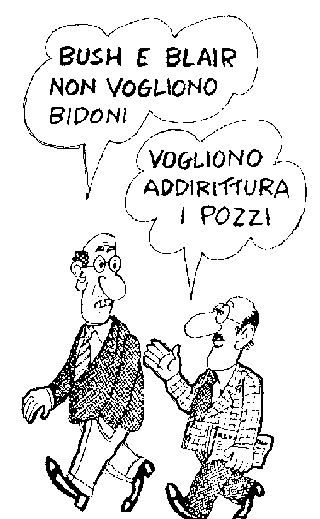 BUSH E BLAIR
NON VOGLIONO
BIDONI
VOGLIONO
ADDIRITTURA
I POZZI